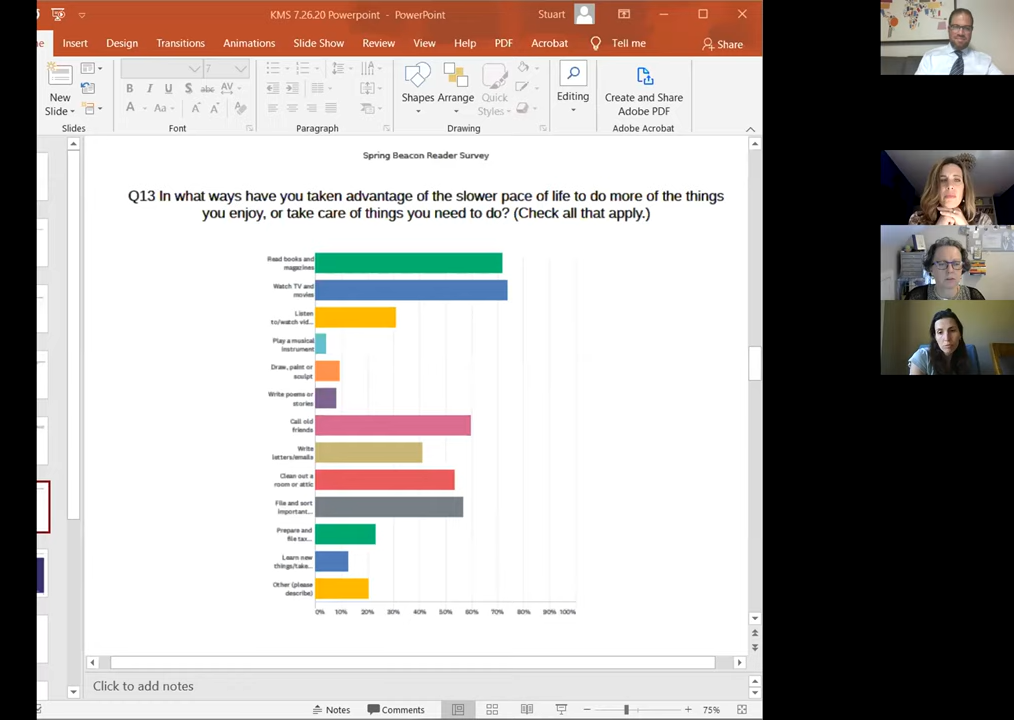 KMS 7.26.20 Powerpoint - PowerPoint
Stuart
Insert Design Transitions Animations Slide Show Review View Help PDF Acrobat Tell me Share
New
Slide
Shapes Arrange Quick
Styles
Editing
Create and Share
Adobe PDF
Slides Font Paragraph Drawing Adobe Acrobat
7
B I U S abc AV
A Aa A A
Spring Beacon Reader Survey
Q13 In what ways have you taken advantage of the slower pace of life to do more of the things
you enjoy, or take care of things you need to do? (Check all that apply.)
Read books and
magazines
Watch TV and
movies
Listen
to/watch vid...
Play a musical
instrument
Draw, paint or
sculpt
Write poems or
stories
Call old
friends
Write
letters/emails
Clean out a
room or attic
File and sort
important...
Prepare and
file tax...
Learn new
things/take...
Other (please
describe)
0% 10% 20% 30% 40% 50% 60% 70% 80% 90% 100%
Click to add notes
Notes Comments 75%